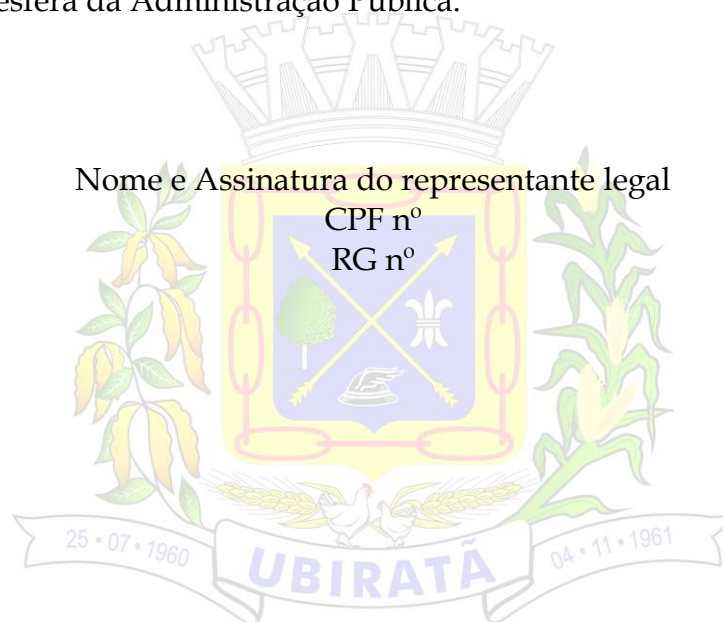 esfera da Administração Pública.
Nome e Assinatura do representante legal
CPF nº
RG nº
25 • 07 • 1960
UBIRATÃ
04 • 11 • 1961